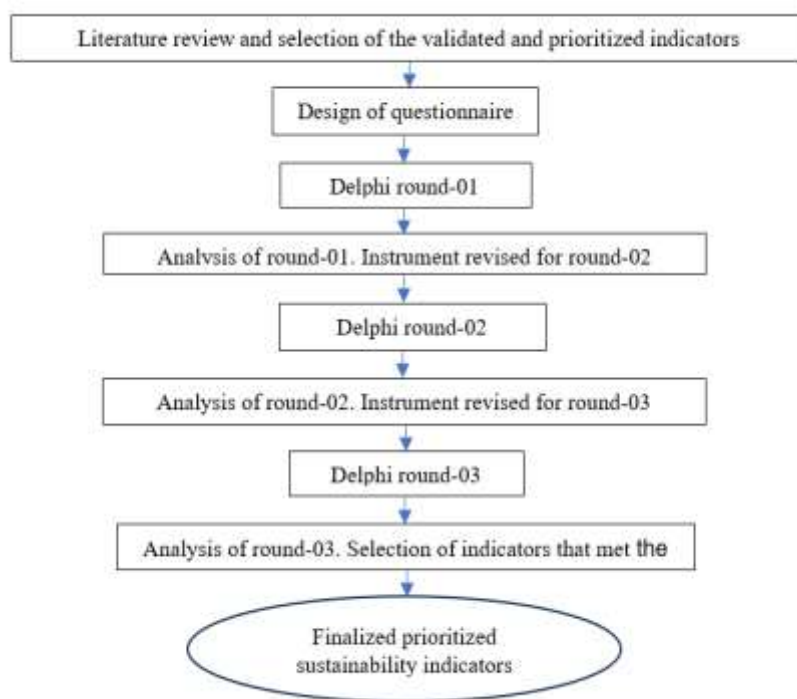 Literature review and selection of the validated and prioritized indicators
Design of questionnaire
Delphi round-01
Analysis of round-01. Instrument revised for round-02
Delphi round-02
Analysis of round-02. Instrument revised for round-03
Delphi round-03
Analysis of round-03. Selection of indicators that met the
Finalized prioritized
sustainability indicators